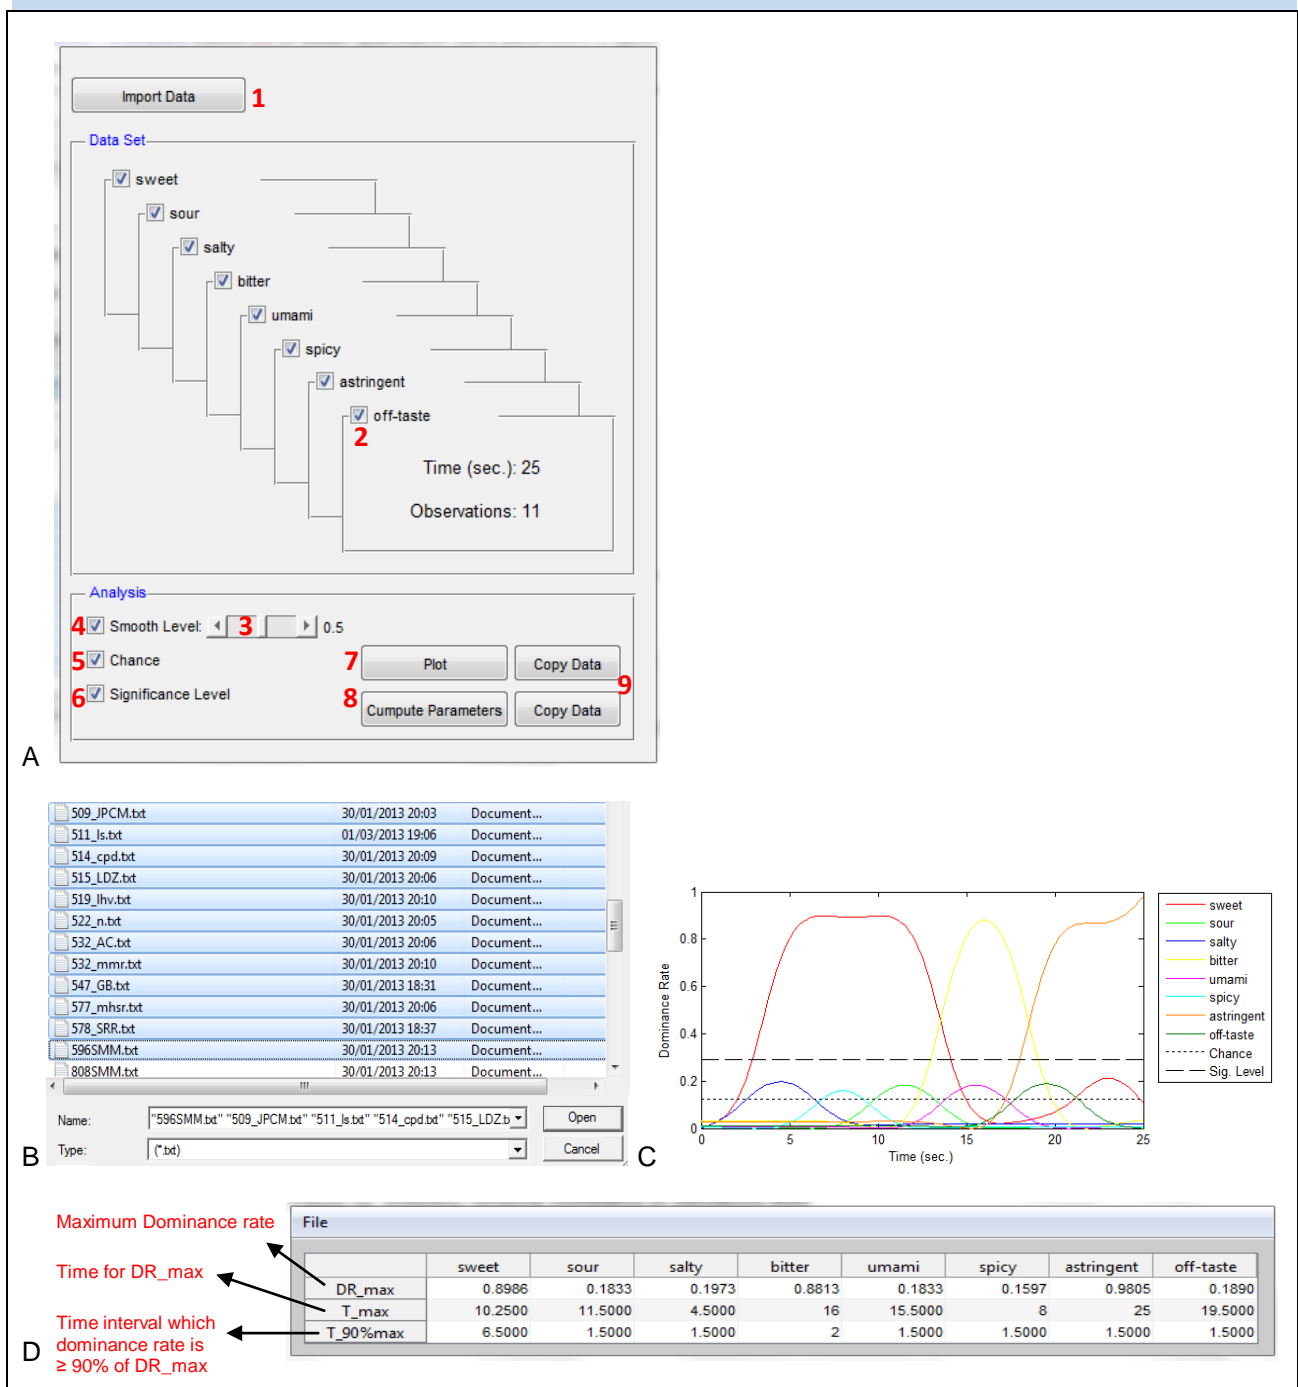 Import Data 1
Data Set
sweet
sour
salty
bitter
umami
spicy
astringent
off-taste
2
Time (sec.): 25
Observations: 11
Analysis
4 Smooth Level: 3 0.5
5 Chance 7 Plot Copy Data
9
6 Significance Level 8 Cumpute Parameters Copy Data
A
509_JPCM.txt 30/01/2013 20:03 Document...
511_ls.txt 01/03/2013 19:06 Document...
514_cpd.txt 30/01/2013 20:09 Document...
515_LDZ.txt 30/01/2013 20:06 Document...
519_lhv.txt 30/01/2013 20:10 Document...
522_n.txt 30/01/2013 20:05 Document...
532_AC.txt 30/01/2013 20:06 Document...
532_mmr.txt 30/01/2013 20:10 Document...
547_GB.txt 30/01/2013 18:31 Document...
577_mhsr.txt 30/01/2013 20:06 Document...
578_SRR.txt 30/01/2013 18:37 Document...
596SMM.txt 30/01/2013 20:13 Document...
808SMM.txt 30/01/2013 20:13 Document...
Name: "596SMM.txt" "509_JPCM.txt" "511_ls.txt" "514_cpd.txt" "515_LDZ.t Open
Type: (*.txt) Cancel
B
1
0.8
0.6
0.4
0.2
0
Dominance Rate
0 5 10 15 20 25
Time (sec.)
sweet
sour
salty
bitter
umami
spicy
astringent
off-taste
Chance
Sig. Level
C
Maximum Dominance rate
Time for DR_max
Time interval which
dominance rate is
≥ 90% of DR_max
D
File
sweet sour salty bitter umami spicy astringent off-taste
DR_max 0.8986 0.1833 0.1973 0.8813 0.1833 0.1597 0.9805 0.1890
T_max 10.2500 11.5000 4.5000 16 15.5000 8 25 19.5000
T_90%max 6.5000 1.5000 1.5000 2 1.5000 1.5000 1.5000 1.5000